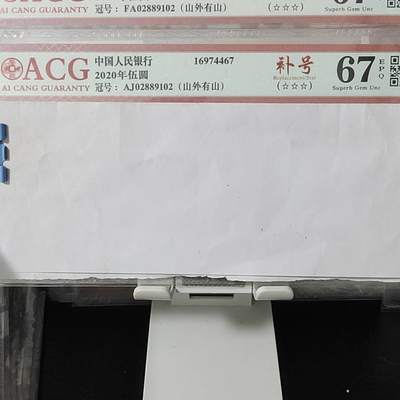 AI CANG GUARANTY
冠号：FA02889102（山外有山）
（☆☆☆）
67
Superb Gem Unc
ACG
AI CANG GUARANTY
中国人民银行
16974467
2020年伍圆
冠号：AJ02889102（山外有山）
补号
Replacement/Star
（☆☆☆）
67
EPQ
Superb Gem Unc